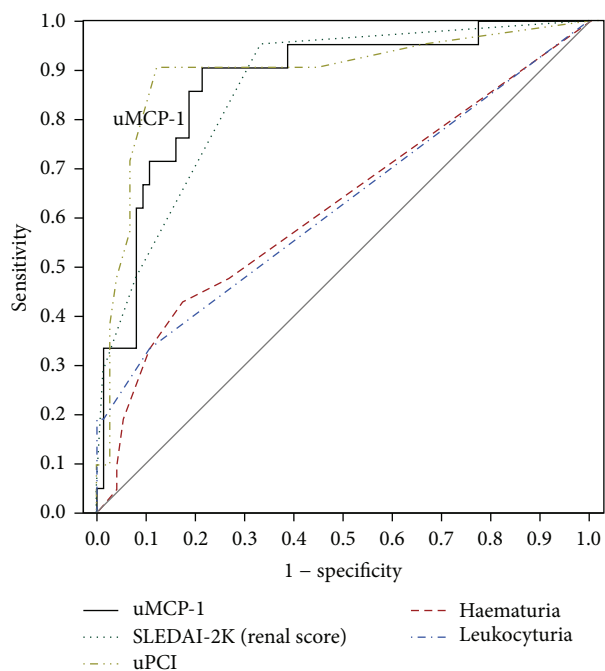 1.0
0.9
0.8
0.7
0.6
0.5
0.4
0.3
0.2
0.1
0.0
Sensitivity
uMCP-1
0.0 0.1 0.2 0.3 0.4 0.5 0.6 0.7 0.8 0.9 1.0
1 − specificity
uMCP-1
SLEDAI-2K (renal score)
uPCI
Haematuria
Leukocyturia